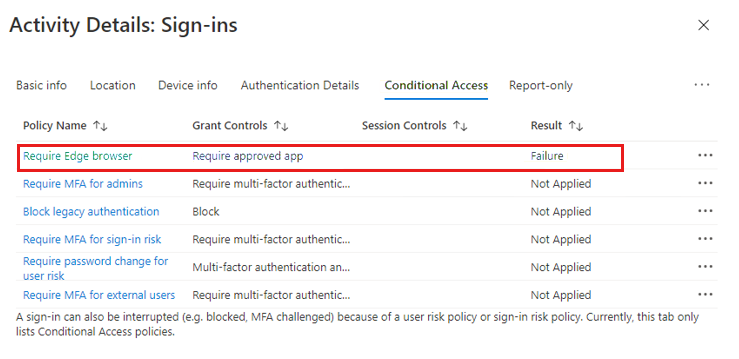 Activity Details: Sign-ins
Basic info Location Device info Authentication Details Conditional Access Report-only
Policy Name Grant Controls Session Controls Result
Require Edge browser Require approved app Failure
Require MFA for admins Require multi-factor authentic... Not Applied
Block legacy authentication Block Not Applied
Require MFA for sign-in risk Require multi-factor authentic... Not Applied
Require password change for
user risk Multi-factor authentication an... Not Applied
Require MFA for external users Require multi-factor authentic... Not Applied
A sign-in can also be interrupted (e.g. blocked, MFA challenged) because of a user risk policy or sign-in risk policy. Currently, this tab only
lists Conditional Access policies.